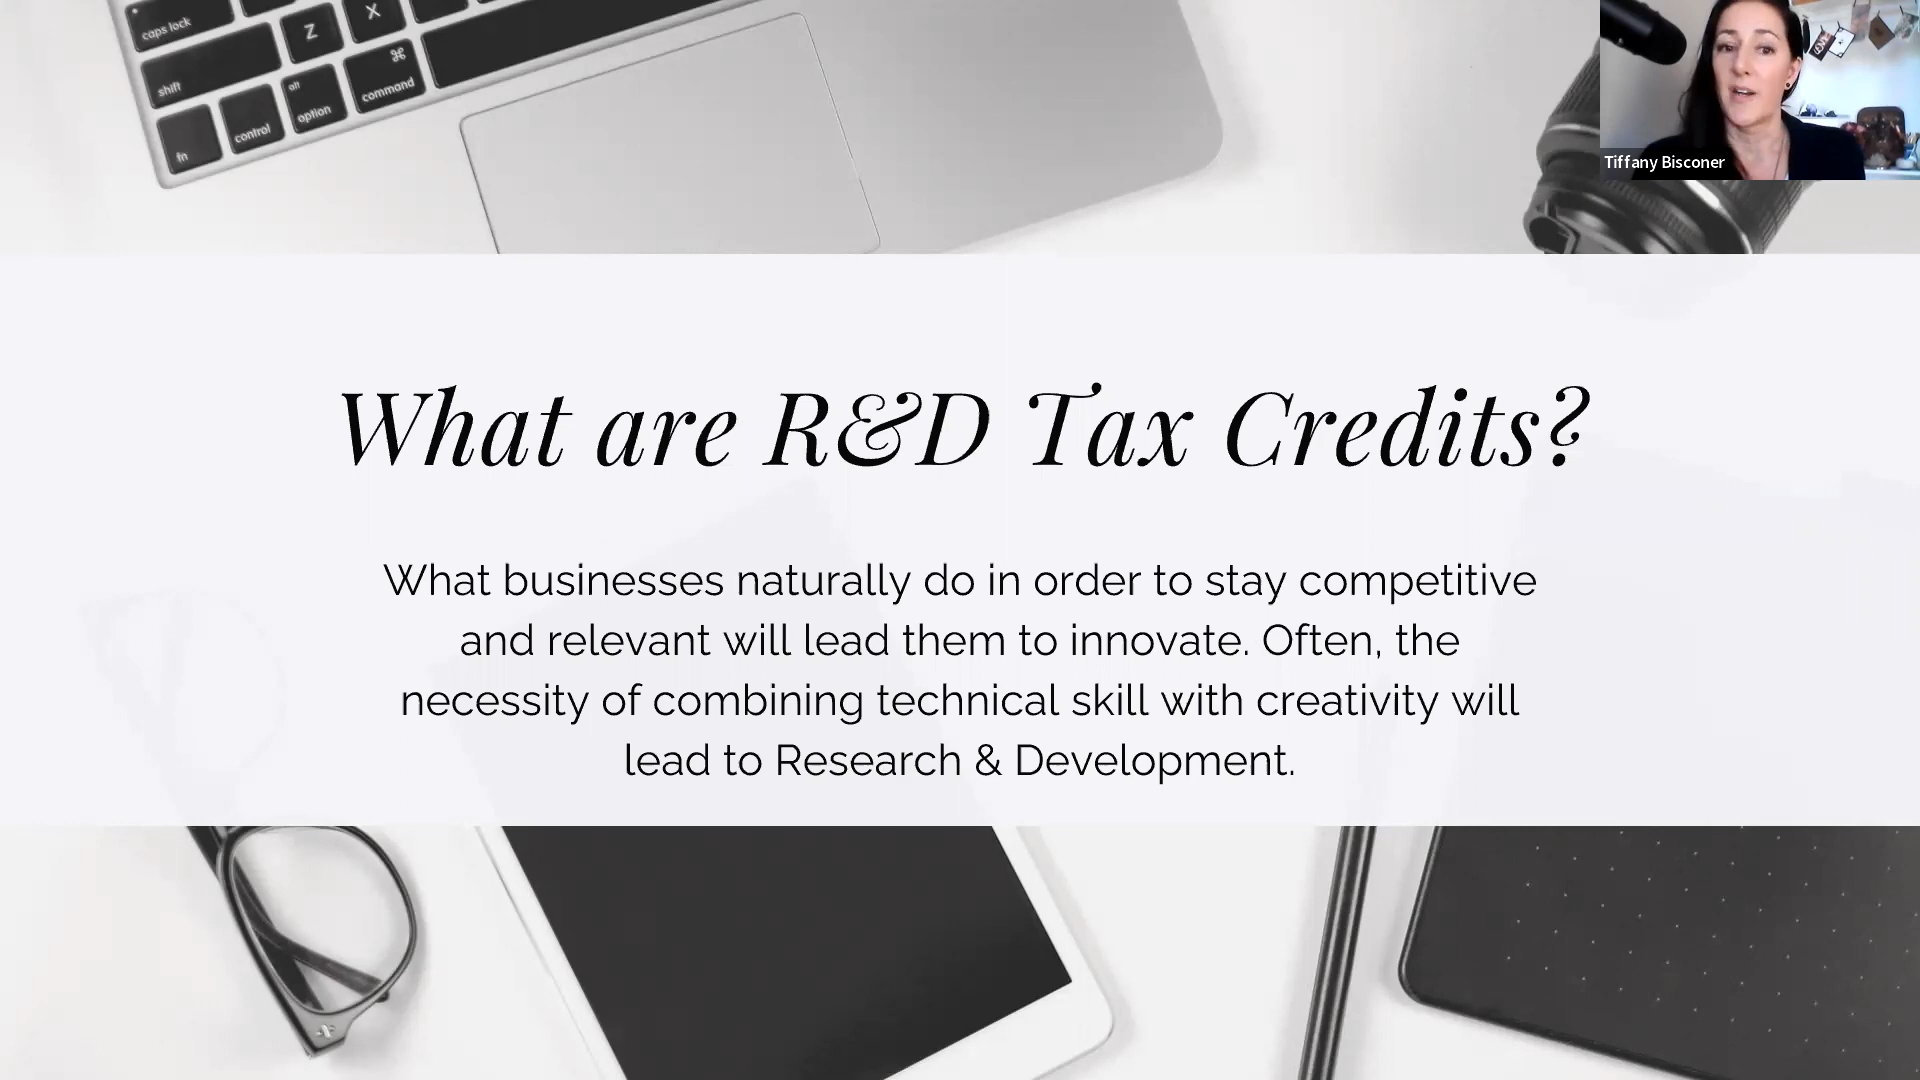 caps lock
Z
X
⌘
shift
alt
command
option
control
fn
Tiffany Bisconer
What are R&D Tax Credits?
What businesses naturally do in order to stay competitive
and relevant will lead them to innovate. Often, the
necessity of combining technical skill with creativity will
lead to Research & Development.